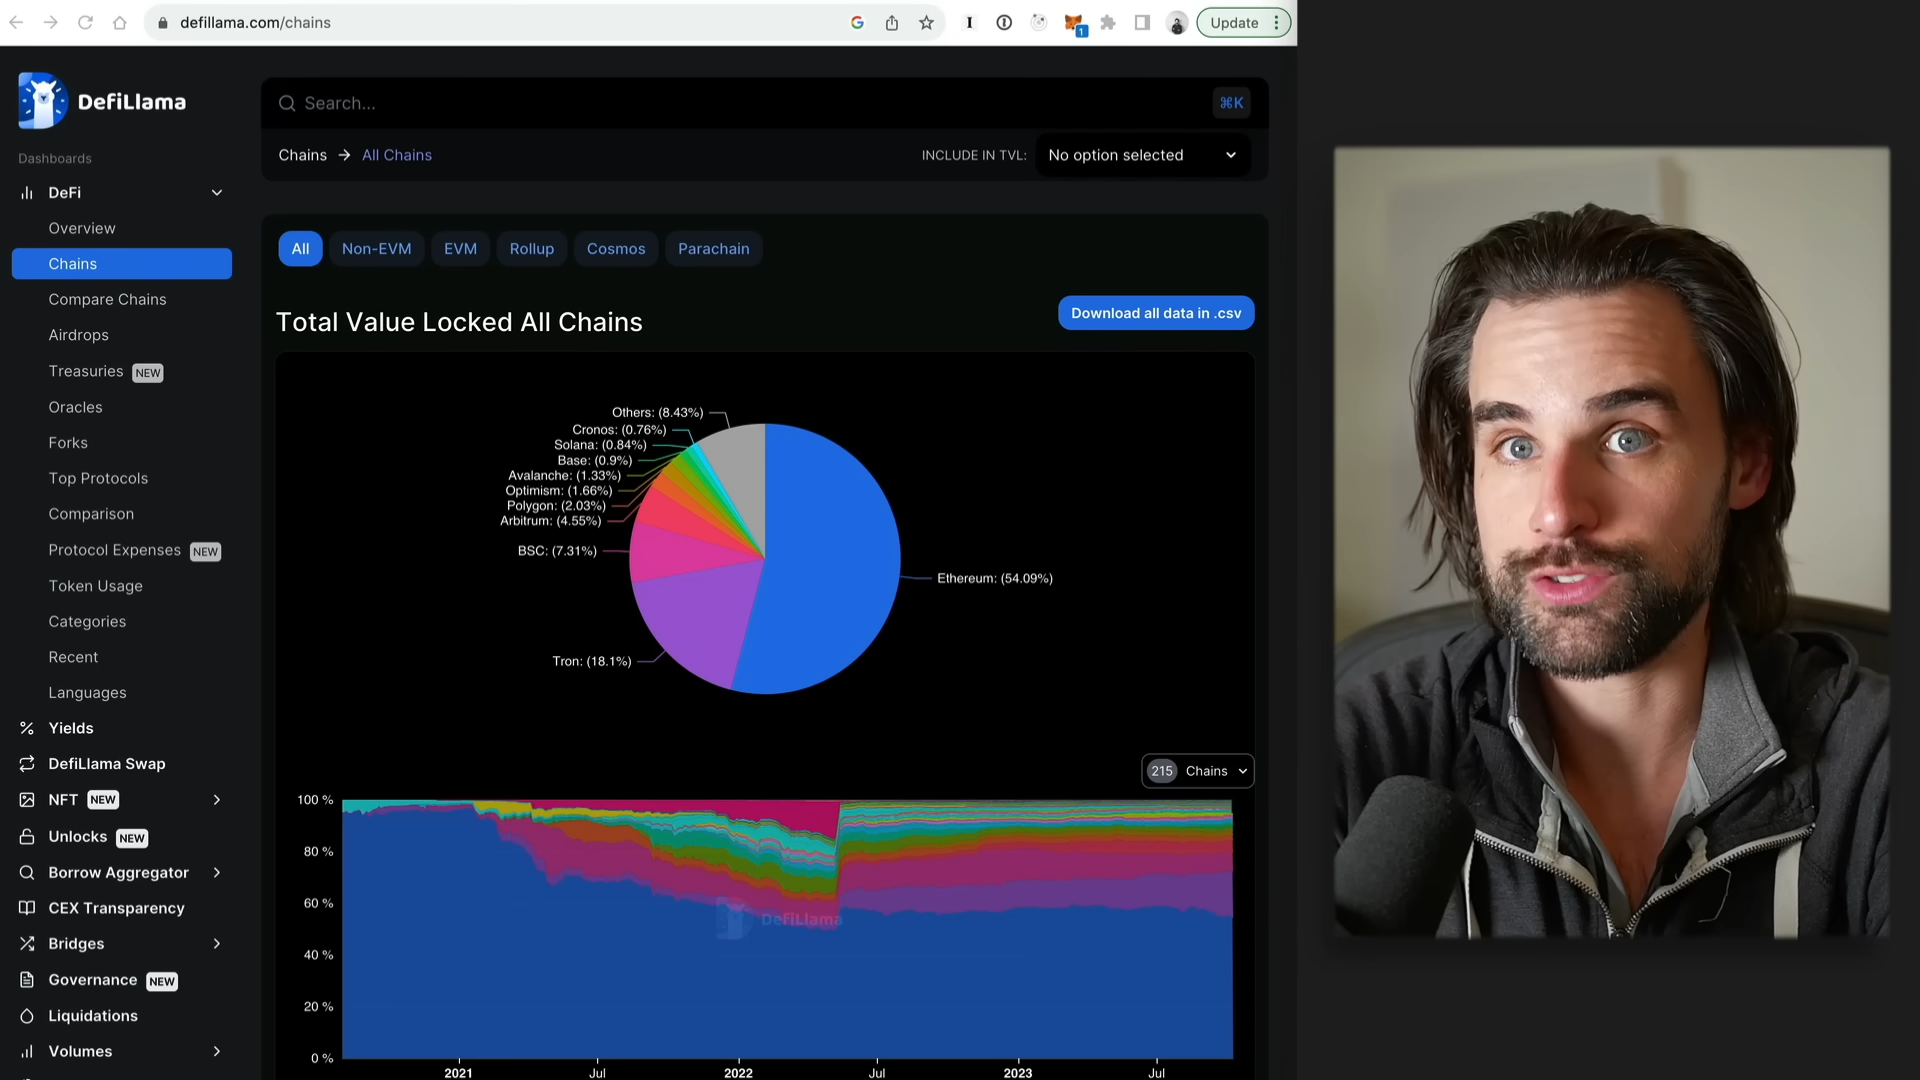 defillama.com/chains
Update
1
DefiLlama
Dashboards
DeFi
Overview
Chains
Compare Chains
Airdrops
Treasuries NEW
Oracles
Forks
Top Protocols
Comparison
Protocol Expenses NEW
Token Usage
Categories
Recent
Languages
Yields
DefiLlama Swap
NFT NEW
Unlocks NEW
Borrow Aggregator
CEX Transparency
Bridges
Governance NEW
Liquidations
Volumes
Search...
⌘K
Chains → All Chains
INCLUDE IN TVL: No option selected
All Non-EVM EVM Rollup Cosmos Parachain
Total Value Locked All Chains
Download all data in .csv
Others: (8.43%)
Cronos: (0.76%)
Solana: (0.84%)
Base: (0.9%)
Avalanche: (1.33%)
Optimism: (1.66%)
Polygon: (2.03%)
Arbitrum: (4.55%)
BSC: (7.31%)
Ethereum: (54.09%)
Tron: (18.1%)
215 Chains
100 %
80 %
60 %
DefiLlama
40 %
20 %
0 %
2021 Jul 2022 Jul 2023 Jul